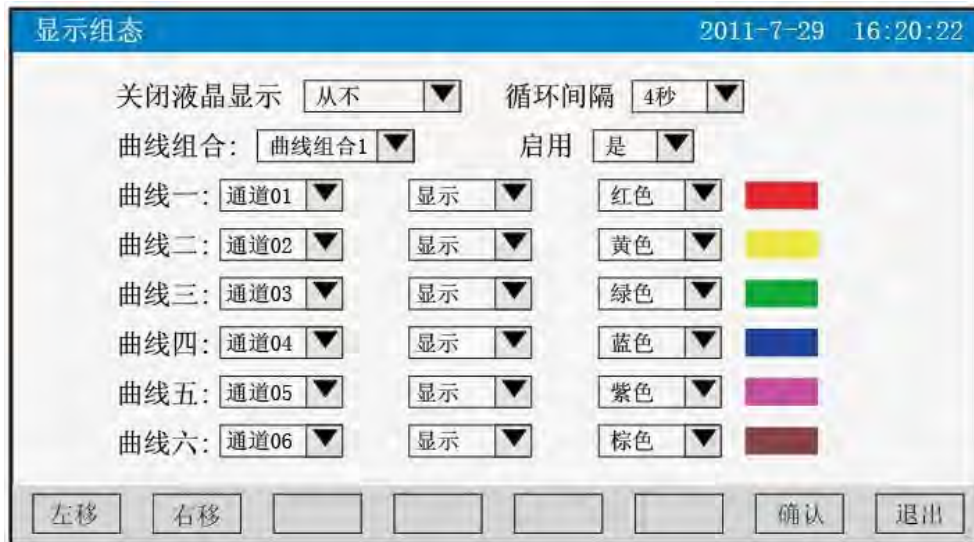 显示组态 2011-7-29 16:20:22
关闭液晶显示 从不 循环间隔 4秒
曲线组合: 曲线组合1 启用 是
曲线一: 通道01 显示 红色
曲线二: 通道02 显示 黄色
曲线三: 通道03 显示 绿色
曲线四: 通道04 显示 蓝色
曲线五: 通道05 显示 紫色
曲线六: 通道06 显示 棕色
左移 右移 确认 退出